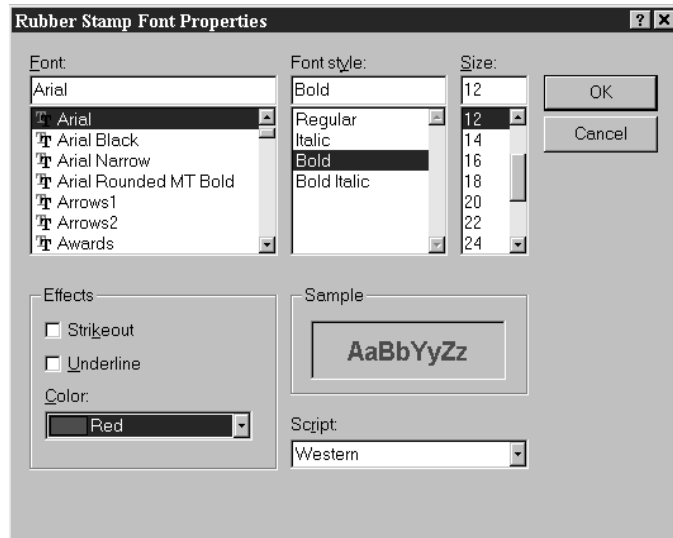 Rubber Stamp Font Properties
Font:
Arial
Arial
Arial Black
Arial Narrow
Arial Rounded MT Bold
Arrows1
Arrows2
Awards
Font style:
Bold
Regular
Italic
Bold
Bold Italic
Size:
12
12
14
16
18
20
22
24
OK
Cancel
Effects
Strikeout
Underline
Color:
Red
Sample
AaBbYyZz
Script:
Western